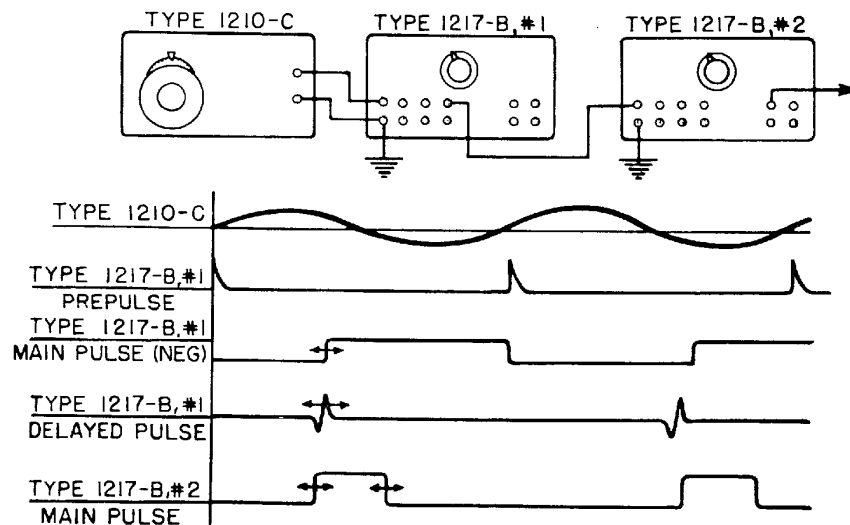 TYPE 1210-C
TYPE 1217-B, #1
TYPE 1217-B, #2
TYPE 1210-C
TYPE 1217-B, #1
PREPULSE
TYPE 1217-B, #1
MAIN PULSE (NEG)
TYPE 1217-B, #1
DELAYED PULSE
TYPE 1217-B, #2
MAIN PULSE